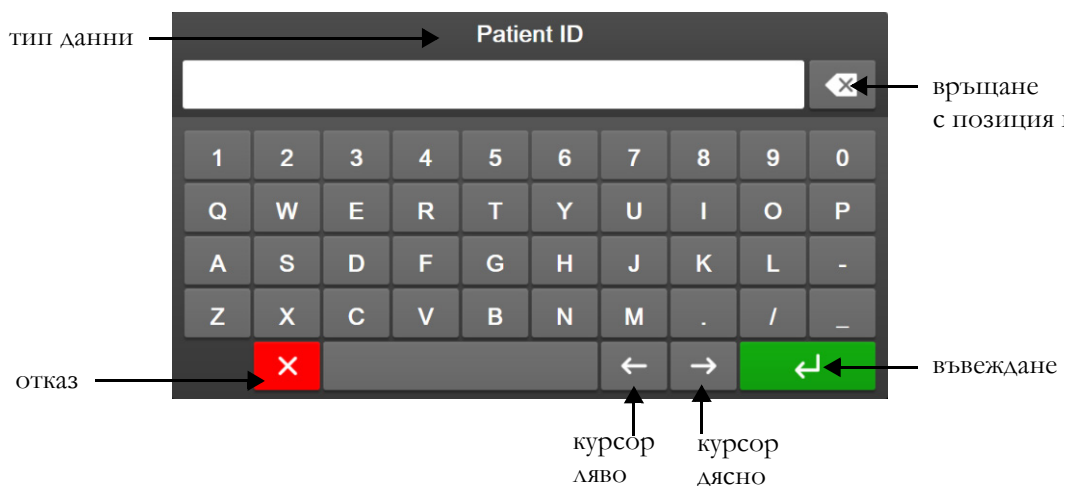 тип данни
Patient ID
връщане
с позиция
1 2 3 4 5 6 7 8 9 0
Q W E R T Y U I O P
A S D F G H J K L -
Z X C V B N M . / _
отказ
въвеждане
курсор
ляво
курсор
дясно